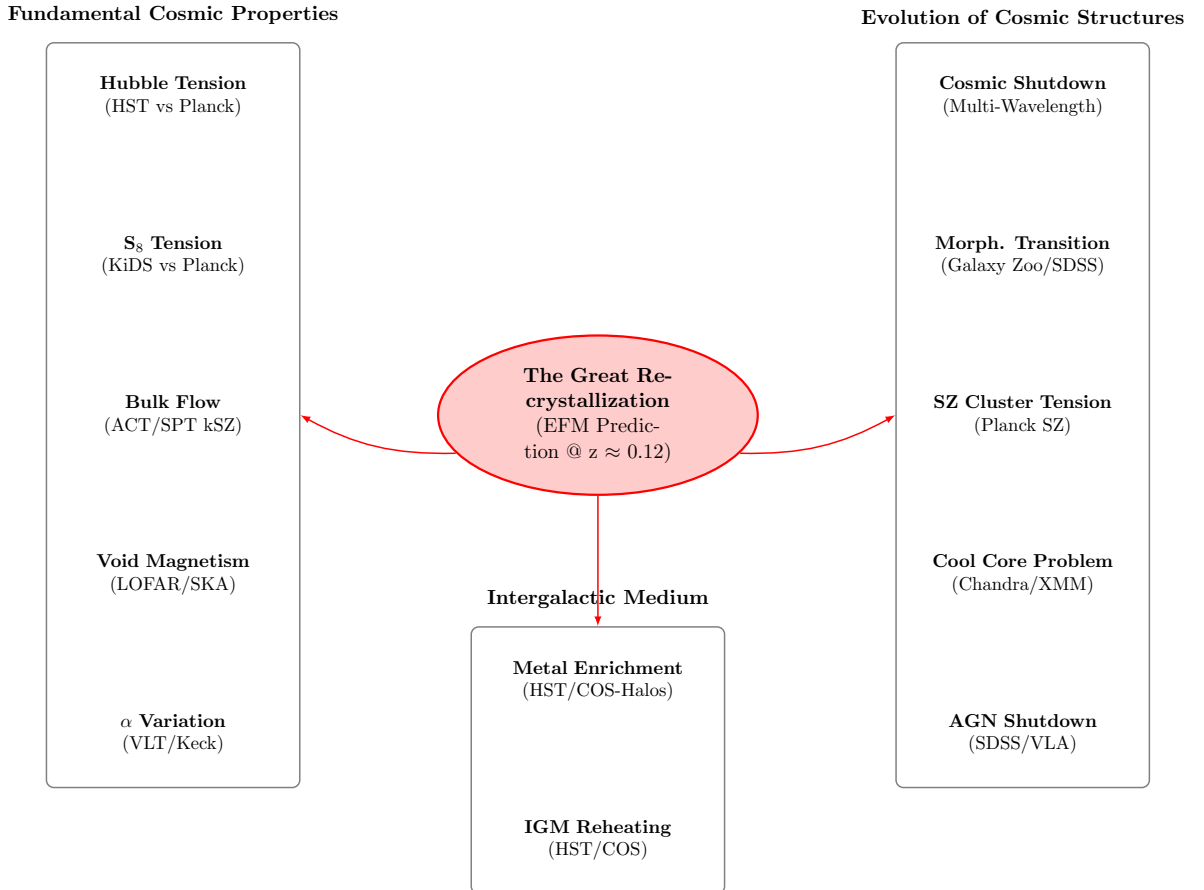 Fundamental Cosmic Properties
Hubble Tension
(HST vs Planck)
S₈ Tension
(KiDS vs Planck)
Bulk Flow
(ACT/SPT kSZ)
Void Magnetism
(LOFAR/SKA)
α Variation
(VLT/Keck)
The Great Re-
crystallization
(EFM Predic-
tion @ z ≈ 0.12)
Intergalactic Medium
Metal Enrichment
(HST/COS-Halos)
IGM Reheating
(HST/COS)
Evolution of Cosmic Structures
Cosmic Shutdown
(Multi-Wavelength)
Morph. Transition
(Galaxy Zoo/SDSS)
SZ Cluster Tension
(Planck SZ)
Cool Core Problem
(Chandra/XMM)
AGN Shutdown
(SDSS/VLA)